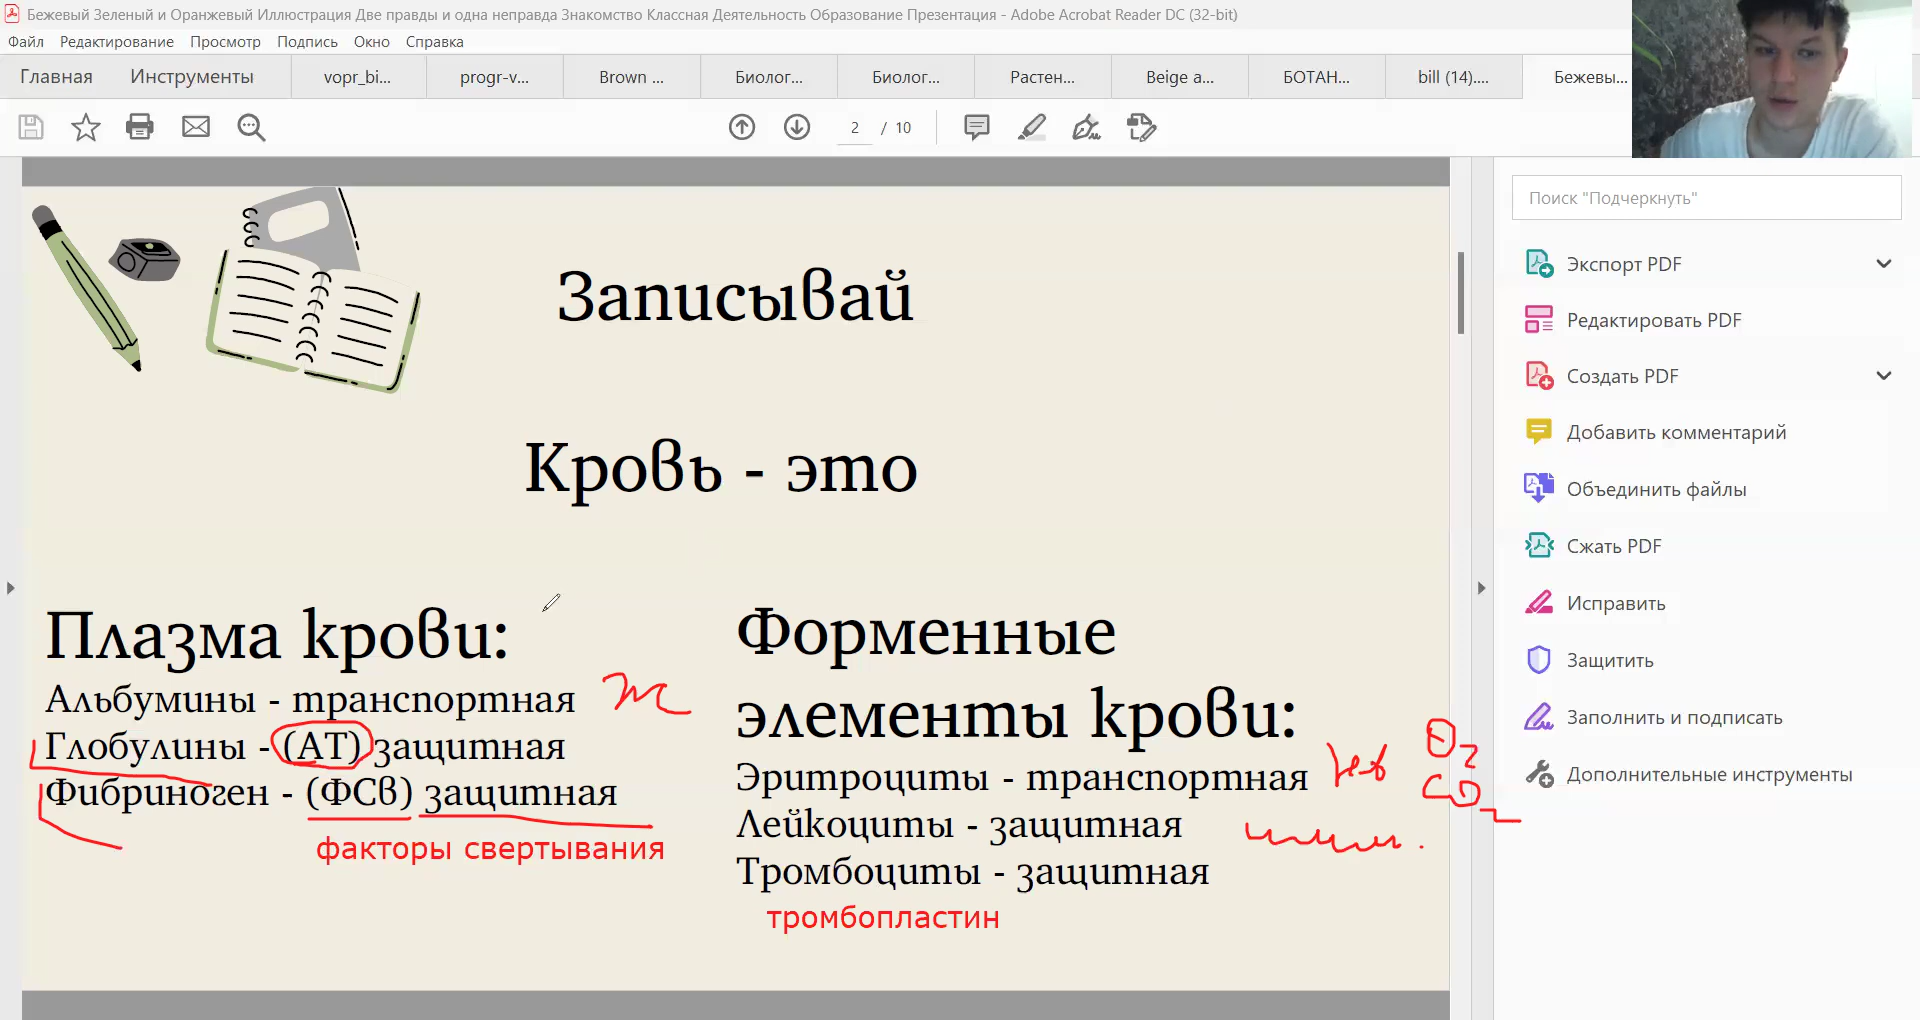 Бежевый Зеленый и Оранжевый Иллюстрация Две правды и одна неправда Знакомство Классная Деятельность Образование Презентация - Adobe Acrobat Reader DC (32-bit)
Файл Редактирование Просмотр Подпись Окно Справка
Главная Инструменты vopr_bi... progr-v... Brown ... Биолог... Биолог... Растен... Beige a... БОТАН... bill (14).... Бежевы...
2 / 10
Записывай
Кровь - это
Плазма крови:
Альбумины - транспортная
Глобулины - (АТ) защитная
Фибриноген - (ФСв) защитная
факторы свертывания
Форменные
элементы крови:
Эритроциты - транспортная
O2
CO2
Лейкоциты - защитная
Тромбоциты - защитная
тромбопластин
Поиск "Подчеркнуть"
Экспорт PDF
Редактировать PDF
Создать PDF
Добавить комментарий
Объединить файлы
Сжать PDF
Исправить
Защитить
Заполнить и подписать
Дополнительные инструменты